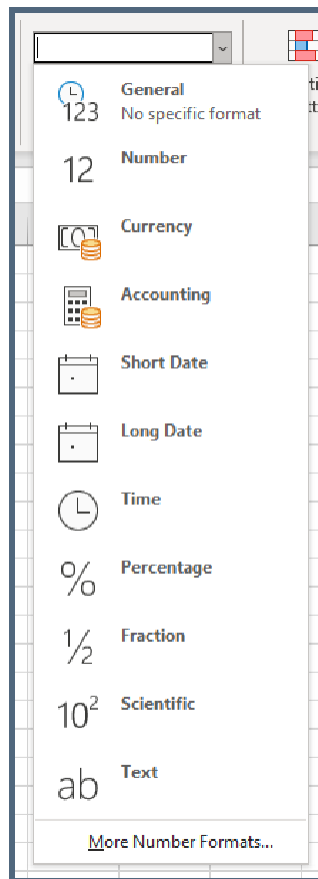 General
123
No specific format
12
Number
Currency
Accounting
Short Date
Long Date
Time
%
Percentage
½
Fraction
10²
Scientific
ab
Text
More Number Formats...